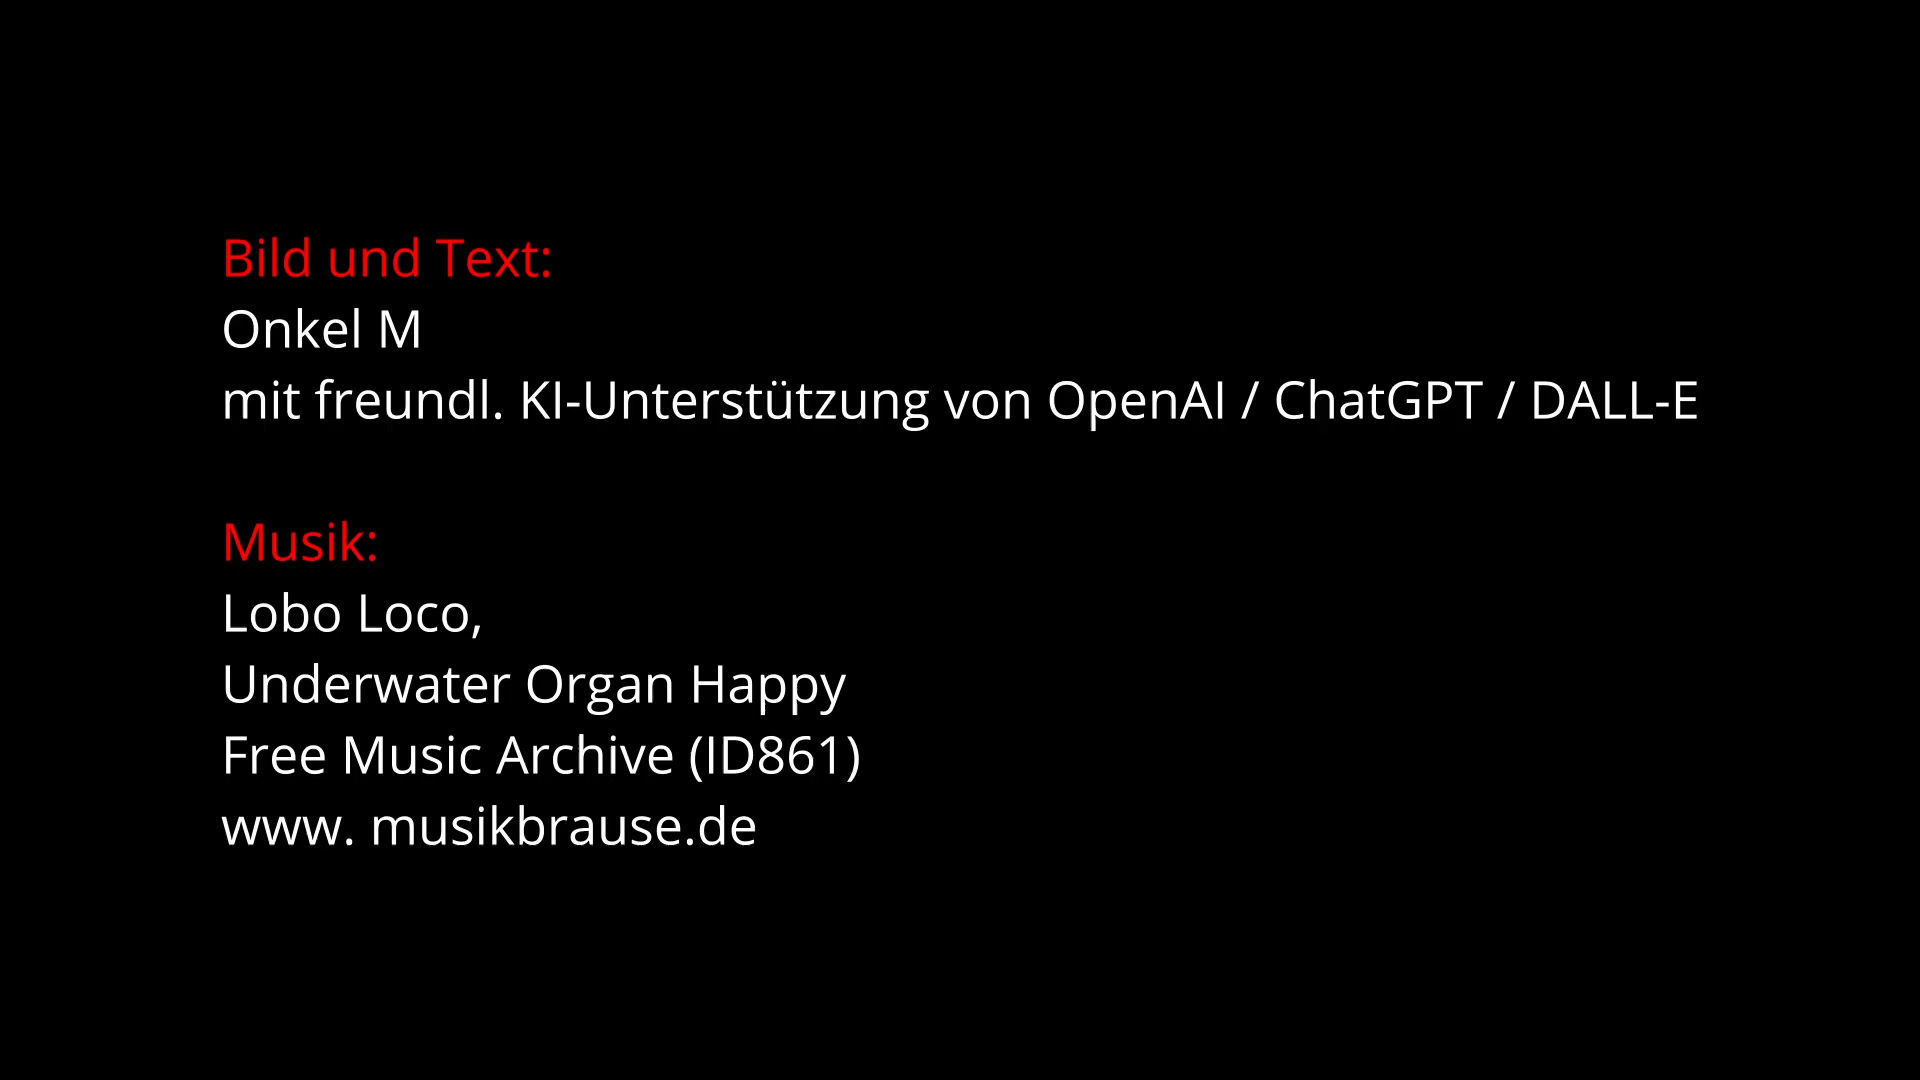 Bild und Text:
Onkel M
mit freundl. KI-Unterstützung von OpenAI / ChatGPT / DALL-E
Musik:
Lobo Loco,
Underwater Organ Happy
Free Music Archive (ID861)
www. musikbrause.de